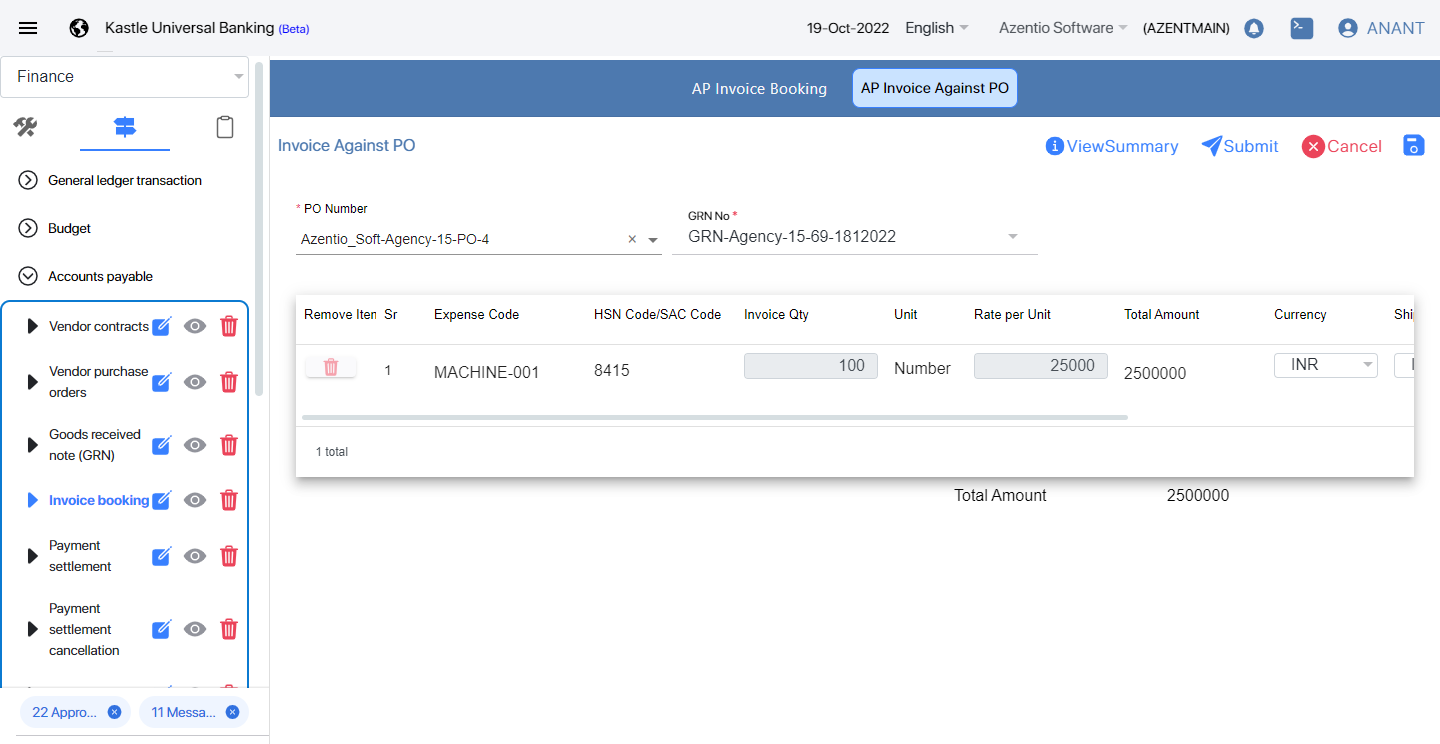 Kastle Universal Banking (Beta)
19-Oct-2022
English
Azentio Software
(AZENTMAIN)
ANANT
Finance
General ledger transaction
Budget
Accounts payable
Vendor contracts
Vendor purchase
orders
Goods received
note (GRN)
Invoice booking
Payment
settlement
Payment
settlement
cancellation
22 Appro...
11 Messa...
AP Invoice Booking
AP Invoice Against PO
Invoice Against PO
ViewSummary
Submit
Cancel
* PO Number
Azentio_Soft-Agency-15-PO-4
GRN No *
GRN-Agency-15-69-1812022
Remove Iten Sr Expense Code HSN Code/SAC Code Invoice Qty Unit Rate per Unit Total Amount Currency Shi
1 MACHINE-001 8415 100 Number 25000 2500000 INR
1 total
Total Amount 2500000